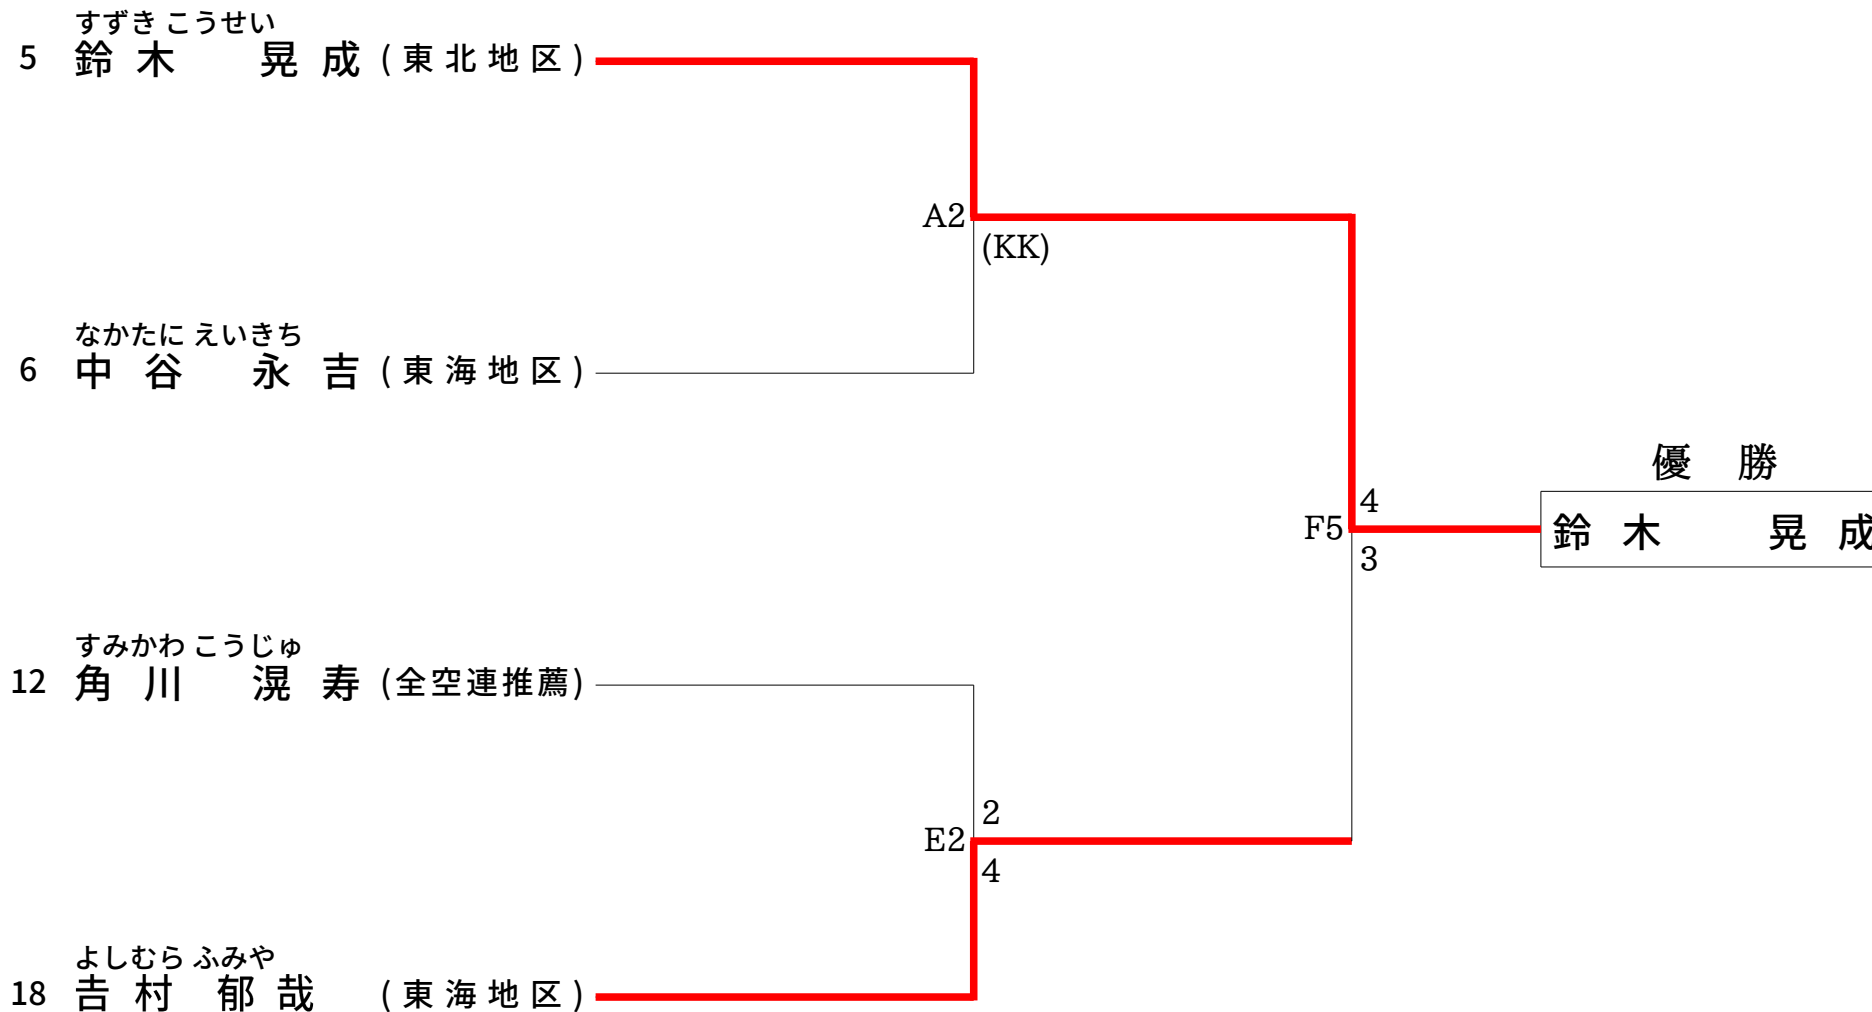 すずき こうせい
5 鈴木 晃成 (東北地区)
A2
(KK)
なかたに えいきち
6 中谷 永吉 (東海地区)
優勝
鈴木 晃成
4
F5
3
すみかわ こうじゅ
12 角川 滉寿 (全空連推薦)
2
E2
4
よしむら ふみや
18 𠮷村 郁哉 (東海地区)